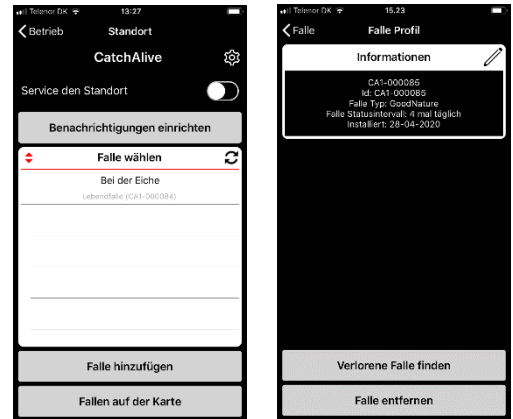 Telenor DK 13:27
Betrieb Standort
CatchAlive
Service den Standort
Benachrichtigungen einrichten
Falle wählen
Bei der Eiche
Lebendfalle (CA1-000084)
Falle hinzufügen
Fallen auf der Karte
Telenor DK 15.23
Falle Falle Profil
Informationen
CA1-000085
Id: CA1-000085
Falle Typ: GoodNature
Falle Statusintervall: 4 mal täglich
Installiert: 28-04-2020
Verlorene Falle finden
Falle entfernen